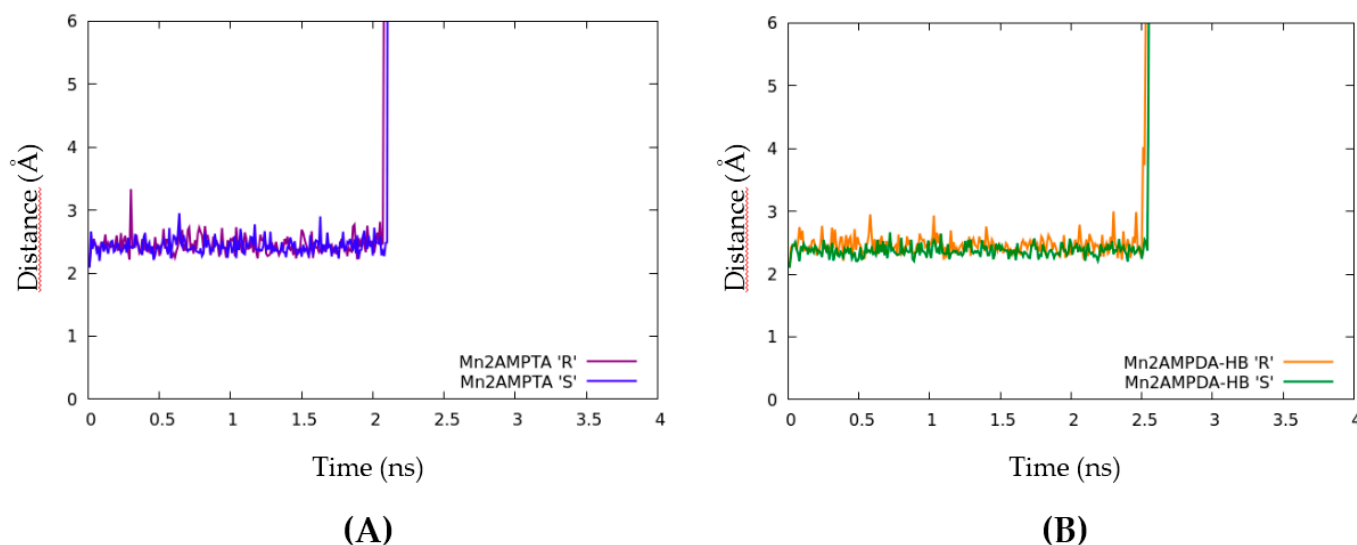 6
5
4
3
2
1
0
Distance (Å)
Mn2AMPTA 'R'
Mn2AMPTA 'S'
0 0.5 1 1.5 2 2.5 3 3.5 4
Time (ns)
(A)
6
5
4
3
2
1
0
Distance (Å)
Mn2AMPDA-HB 'R'
Mn2AMPDA-HB 'S'
0 0.5 1 1.5 2 2.5 3 3.5 4
Time (ns)
(B)